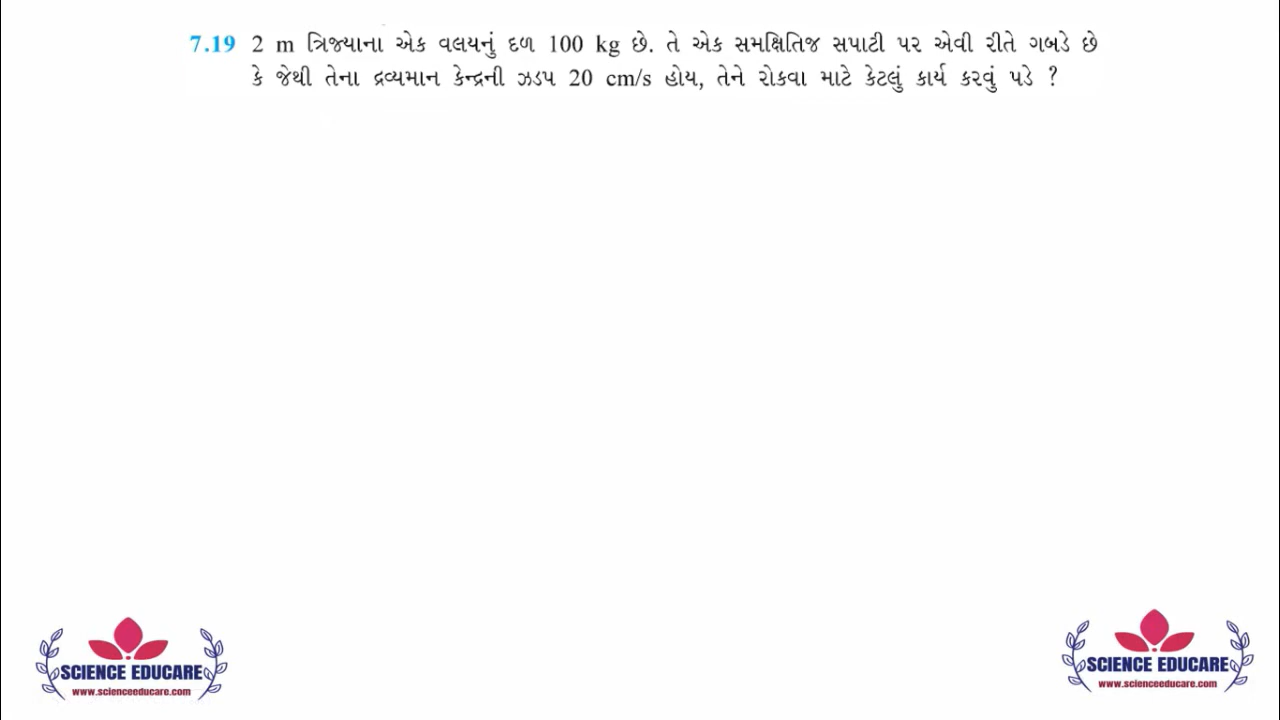 7.19 2 m ત્રિજ્યાના એક વલયનું દળ 100 kg છે. તે એક સમક્ષિતિજ સપાટી પર એવી રીતે ગબડે છે
કે જેથી તેના દ્રવ્યમાન કેન્દ્રની ઝડપ 20 cm/s હોય, તેને રોકવા માટે કેટલું કાર્ય કરવું પડે ?
SCIENCE EDUCARE
www.scienceeducare.com
SCIENCE EDUCARE
www.scienceeducare.com